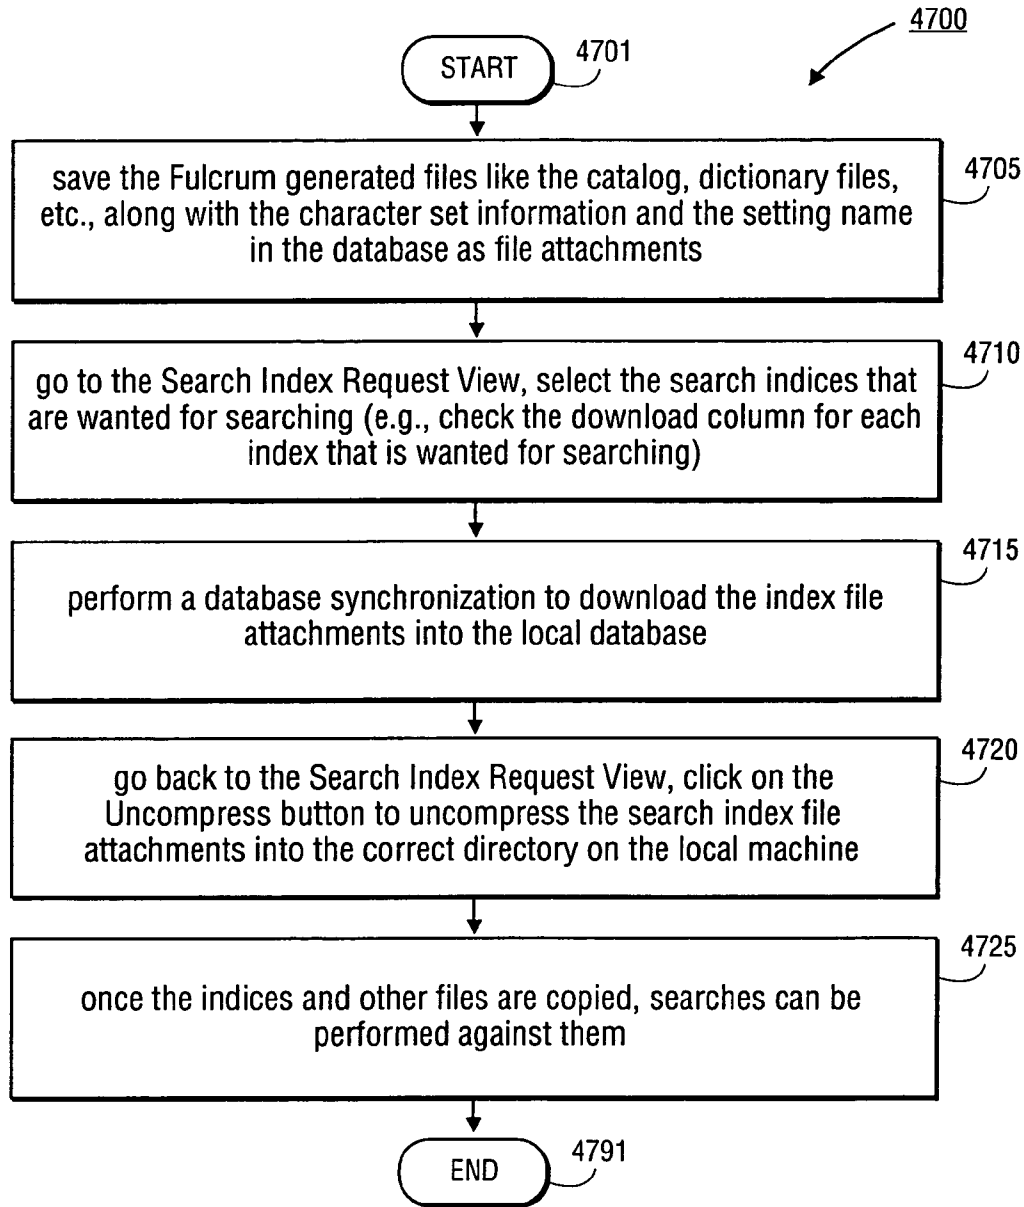 4700
START
4701
save the Fulcrum generated files like the catalog, dictionary files,
etc., along with the character set information and the setting name
in the database as file attachments
4705
go to the Search Index Request View, select the search indices that
are wanted for searching (e.g., check the download column for each
index that is wanted for searching)
4710
perform a database synchronization to download the index file
attachments into the local database
4715
go back to the Search Index Request View, click on the
Uncompress button to uncompress the search index file
attachments into the correct directory on the local machine
4720
once the indices and other files are copied, searches can be
performed against them
4725
END
4791